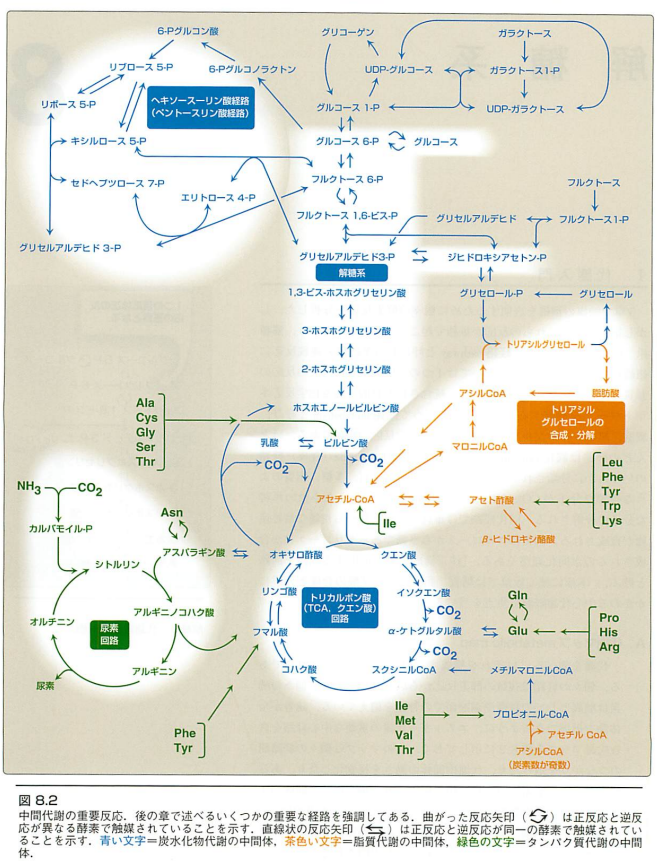 6-Pグルコン酸
グリコーゲン
ガラクトース
リブロース 5-P
6-Pグルコノラクトン
UDP-グルコース
ガラクトース1-P
リボース 5-P
ヘキソース−リン酸経路
(ペントースリン酸経路)
グルコース 1-P
UDP-ガラクトース
キシルロース 5-P
グルコース 6-P
グルコース
セドヘプツロース 7-P
エリトロース 4-P
フルクトース 6-P
フルクトース
フルクトース 1,6-ビス-P
グリセルアルデヒド
フルクトース1-P
グリセルアルデヒド 3-P
グリセルアルデヒド3-P
ジヒドロキシアセトン-P
解糖系
1,3-ビス-ホスホグリセリン酸
グリセロール-P
グリセロール
3-ホスホグリセリン酸
トリアシルグリセロール
2-ホスホグリセリン酸
アシルCoA
脂肪酸
ホスホエノールピルビン酸
トリアシル
グルセロールの
合成・分解
Ala
Cys
Gly
Ser
Thr
乳酸
ピルビン酸
マロニルCoA
CO2
CO2
NH3
CO2
アセチル-CoA
アセト酢酸
Leu
Phe
Tyr
Trp
Lys
Asn
Ile
カルバモイル-P
β-ヒドロキシ酪酸
シトルリン
アスパラギン酸
オキサロ酢酸
クエン酸
リンゴ酸
トリカルボン酸
(TCA，クエン酸)
回路
イソクエン酸
CO2
Gln
オルチニン
尿素
回路
アルギニノコハク酸
フマル酸
α-ケトグルタル酸
Glu
Pro
His
Arg
CO2
アルギニン
コハク酸
スクシニルCoA
メチルマロニルCoA
尿素
Phe
Tyr
Ile
Met
Val
Thr
プロピオニル-CoA
アセチル CoA
アシルCoA
(炭素数が奇数)
図 8.2
中間代謝の重要反応．後の章で述べるいくつかの重要な経路を強調してある．曲がった反応矢印（ ）は正反応と逆反
応が異なる酵素で触媒されていることを示す．直線状の反応矢印（ ）は正反応と逆反応が同一の酵素で触媒されてい
ることを示す．青い文字＝炭水化物代謝の中間体，茶色い文字＝脂質代謝の中間体，緑色の文字＝タンパク質代謝の中間
体．